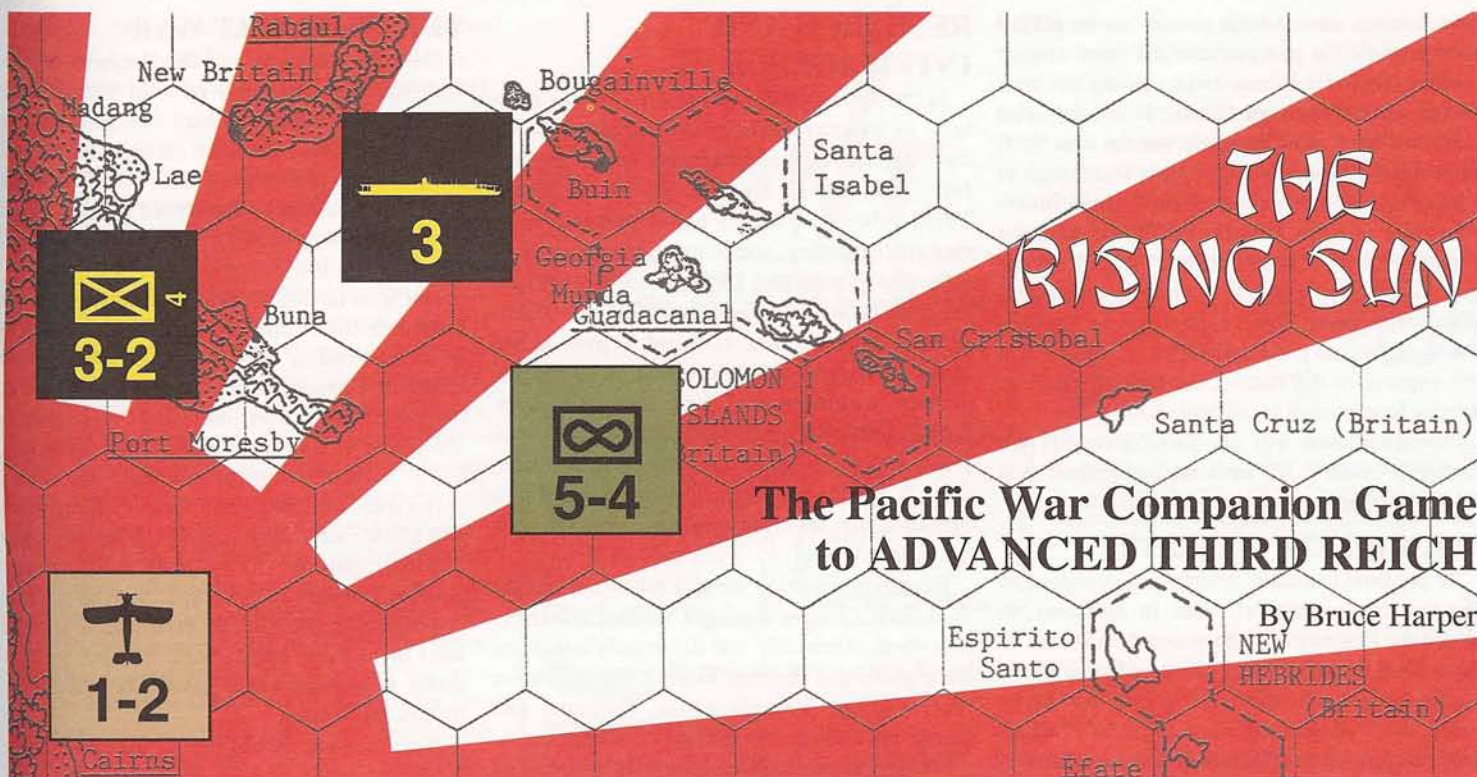 Rabaul
New Britain
Bougainville
Madang
Lae
Santa
Isabel
Buin
3
THE
RISING SUN
w Georgia
Munda
Guadacanal
4
3-2
Buna
San Cristobal
SOLOMON
ISLANDS
Britain)
5-4
Port Moresby
Santa Cruz (Britain)
The Pacific War Companion Game
to ADVANCED THIRD REICH
By Bruce Harper
Espirito
Santo
NEW
HEBRIDES
(Britain)
1-2
Cairns
Efate